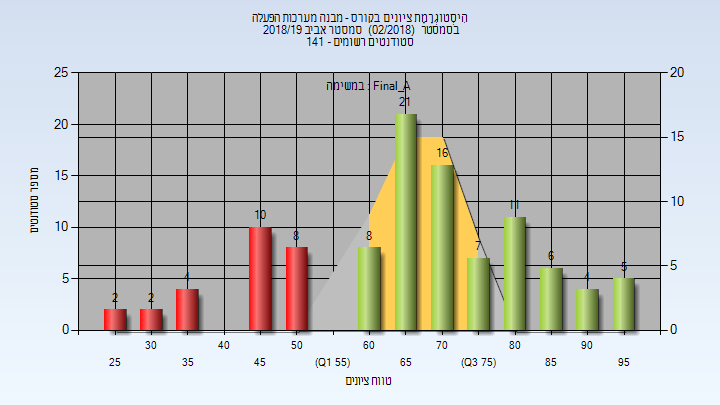 היסטוגרמת ציונים בקורס - מבנה מערכות הפעלה
בסמסטר (02/2018) סמסטר אביב 2018/19
סטודנטים רשומים - 141
במשימה : Final_A
25 20 15 10 5 0
20 15 10 5 0
מספר סטודנטים
2 2 4 10 8 8 21 16 7 11 6 4 5
30 40 50 60 70 80 90
25 35 45 (Q1 55) 65 (Q3 75) 85 95
טווח ציונים